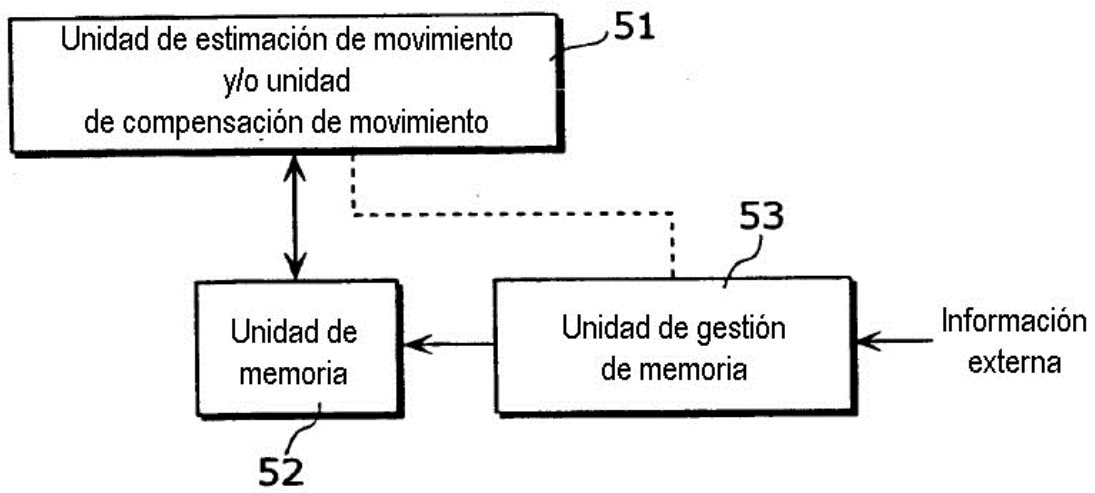 Unidad de estimación de movimiento
y/o unidad
de compensación de movimiento
51
53
Unidad de
memoria
Unidad de gestión
de memoria
Información
externa
52